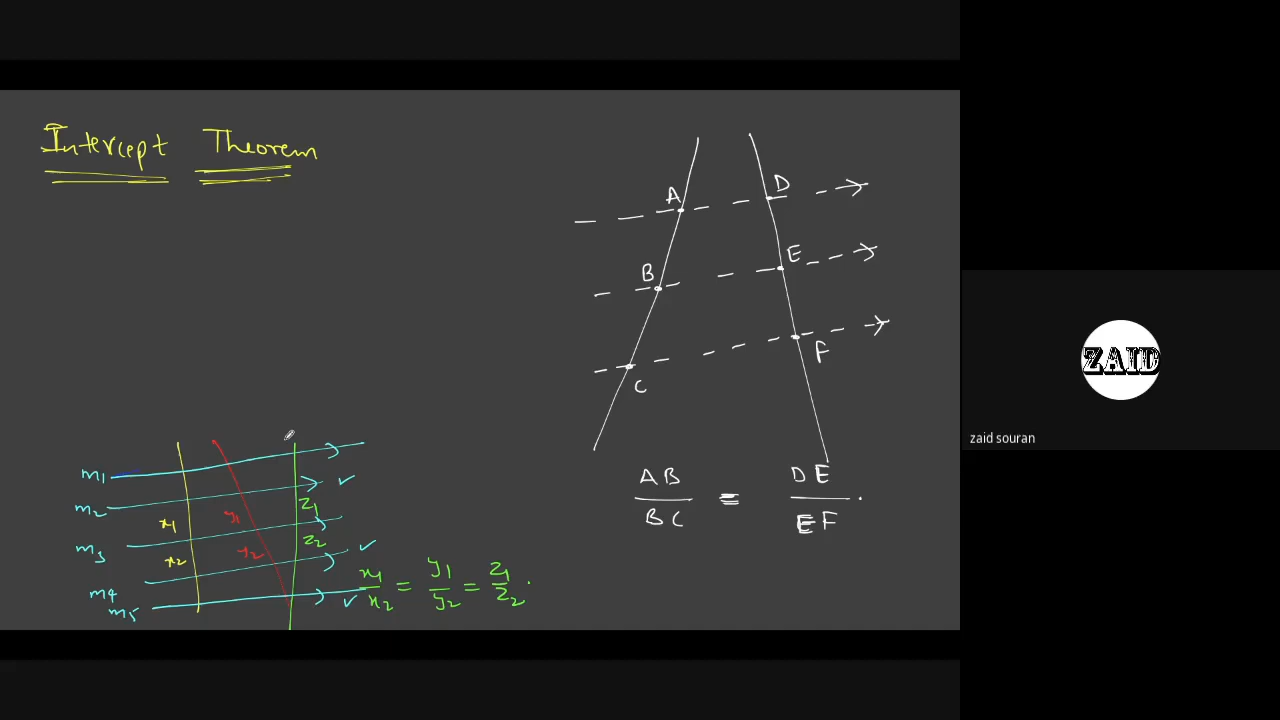 Intercept Theorem
A
D
B
E
C
F
AB / BC = DE / EF .
m1
m2
m3
m4
m5
x1
x2
y1
z1
z2
x1 / x2 = y1 / y2 = z1 / z2 .
ZAID
zaid souran